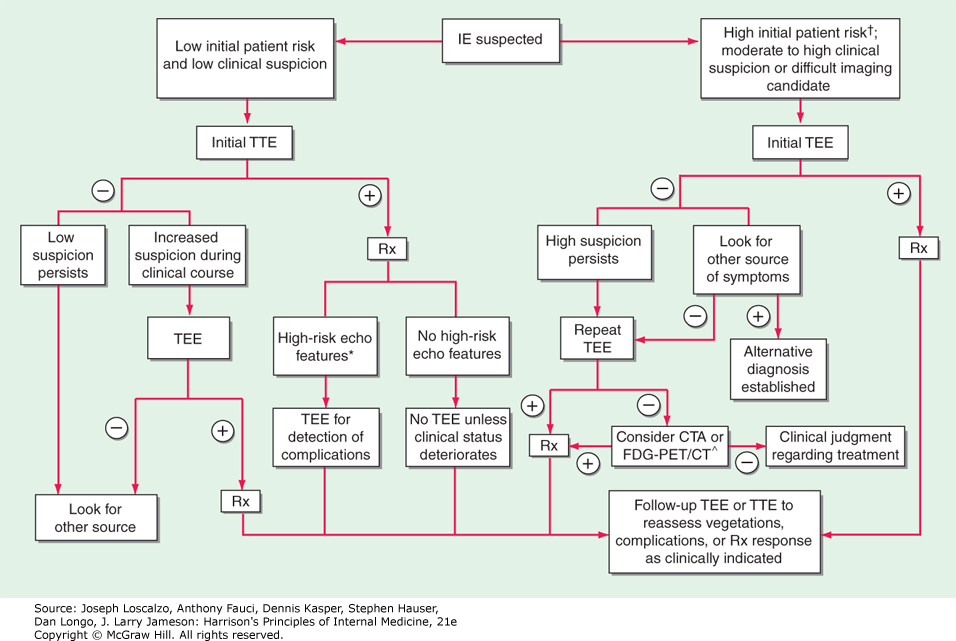 IE suspected
Low initial patient risk
and low clinical suspicion
High initial patient risk†;
moderate to high clinical
suspicion or difficult imaging
candidate
Initial TTE
Initial TEE
−
+
−
+
Low
suspicion
persists
Increased
suspicion during
clinical course
Rx
High suspicion
persists
Look for
other source
of symptoms
Rx
TEE
High-risk echo
features*
No high-risk
echo features
Repeat
TEE
−
+
Alternative
diagnosis
established
−
+
TEE for
detection of
complications
No TEE unless
clinical status
deteriorates
+
−
Rx
Consider CTA or
FDG-PET/CT^
+
−
Clinical judgment
regarding treatment
Look for
other source
Rx
Follow-up TEE or TTE to
reassess vegetations,
complications, or Rx response
as clinically indicated
Source: Joseph Loscalzo, Anthony Fauci, Dennis Kasper, Stephen Hauser,
Dan Longo, J. Larry Jameson: Harrison's Principles of Internal Medicine, 21e
Copyright © McGraw Hill. All rights reserved.